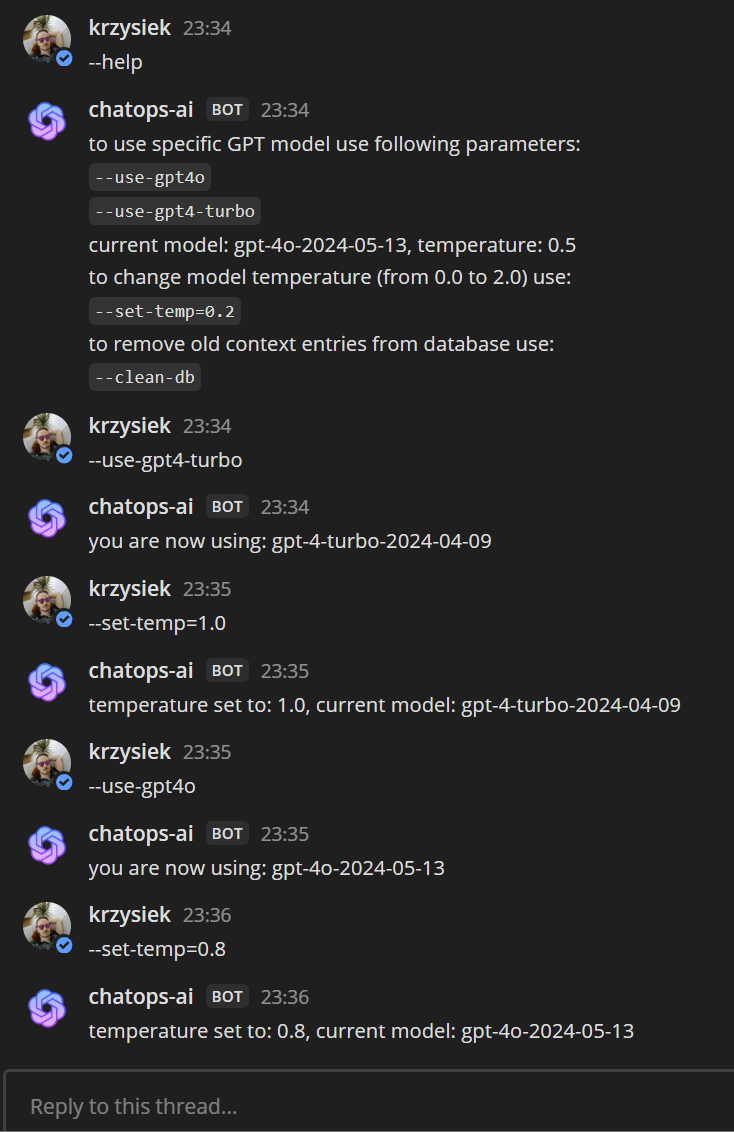 krzysiek 23:34
--help
chatops-ai BOT 23:34
to use specific GPT model use following parameters:
--use-gpt4o
--use-gpt4-turbo
current model: gpt-4o-2024-05-13, temperature: 0.5
to change model temperature (from 0.0 to 2.0) use:
--set-temp=0.2
to remove old context entries from database use:
--clean-db
krzysiek 23:34
--use-gpt4-turbo
chatops-ai BOT 23:34
you are now using: gpt-4-turbo-2024-04-09
krzysiek 23:35
--set-temp=1.0
chatops-ai BOT 23:35
temperature set to: 1.0, current model: gpt-4-turbo-2024-04-09
krzysiek 23:35
--use-gpt4o
chatops-ai BOT 23:35
you are now using: gpt-4o-2024-05-13
krzysiek 23:36
--set-temp=0.8
chatops-ai BOT 23:36
temperature set to: 0.8, current model: gpt-4o-2024-05-13
Reply to this thread...